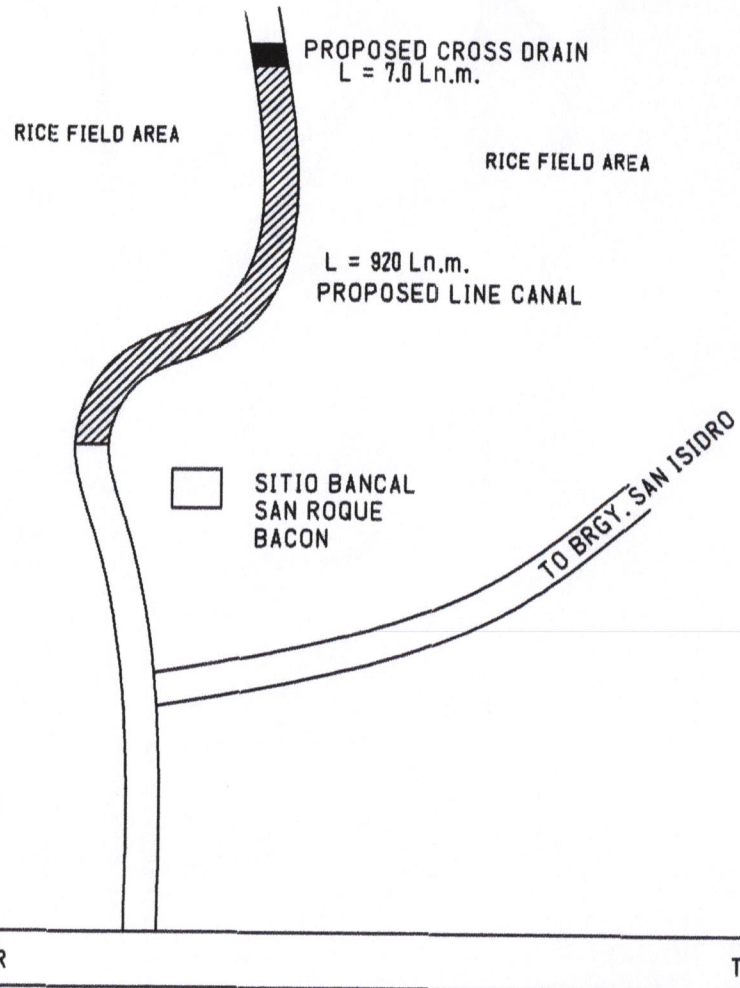 PROPOSED CROSS DRAIN
L = 7.0 Ln.m.
RICE FIELD AREA
RICE FIELD AREA
L = 920 Ln.m.
PROPOSED LINE CANAL
SITIO BANCAL
SAN ROQUE
BACON
TO BRGY. SAN ISIDRO
R
T